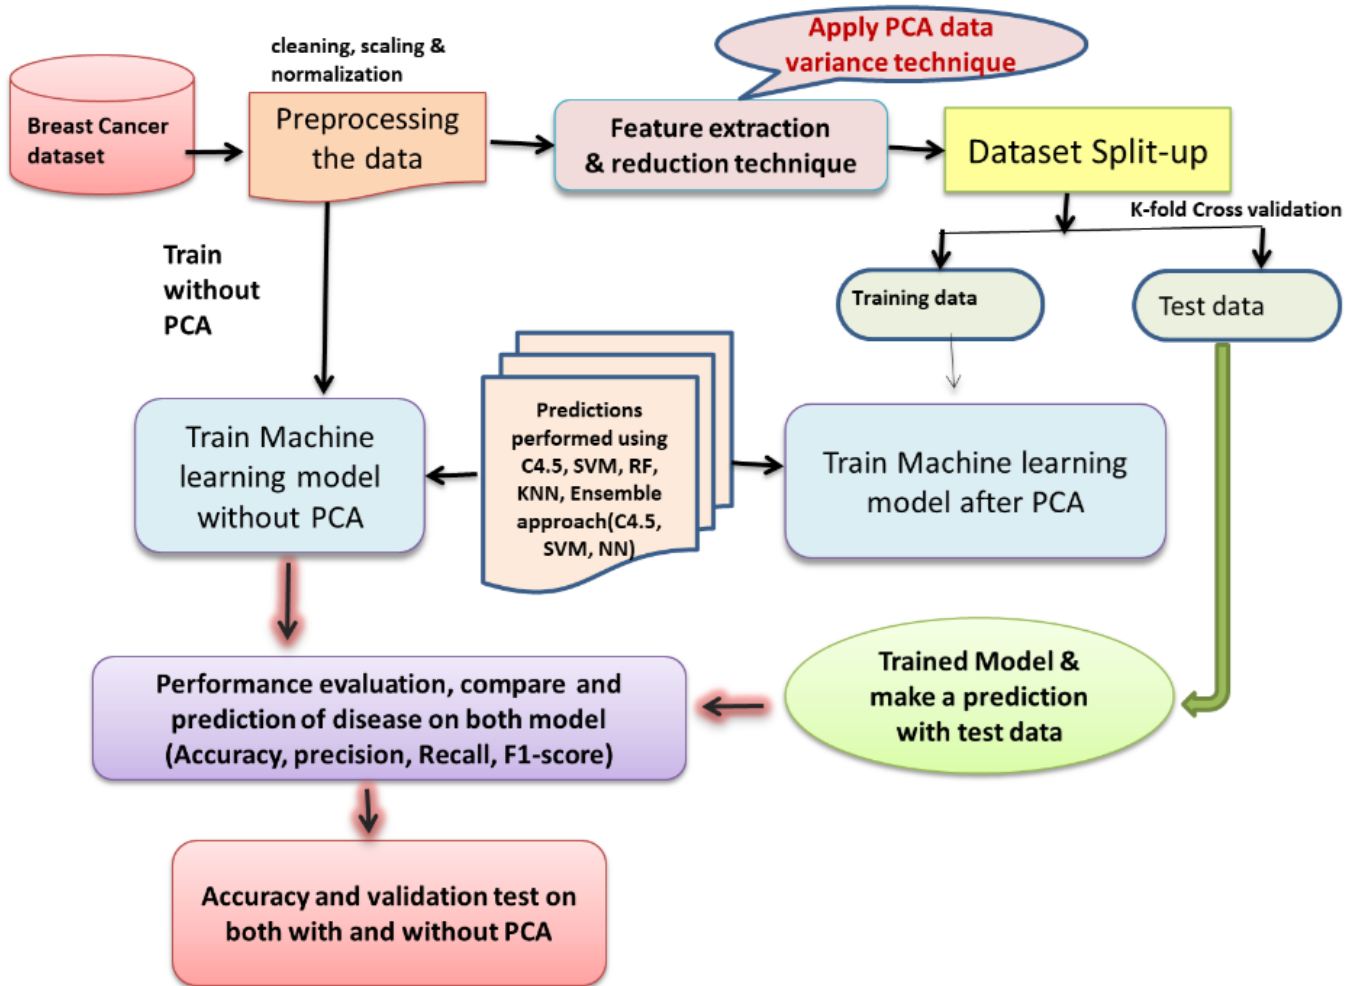 cleaning, scaling &
normalization
Apply PCA data
variance technique
Breast Cancer
dataset
Preprocessing
the data
Feature extraction
& reduction technique
Dataset Split-up
K-fold Cross validation
Train
without
PCA
Training data
Test data
Train Machine
learning model
without PCA
Predictions
performed using
C4.5, SVM, RF,
KNN, Ensemble
approach(C4.5,
SVM, NN)
Train Machine learning
model after PCA
Performance evaluation, compare and
prediction of disease on both model
(Accuracy, precision, Recall, F1-score)
Trained Model &
make a prediction
with test data
Accuracy and validation test on
both with and without PCA